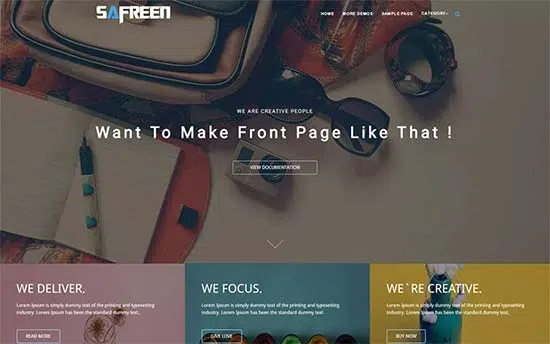 SAFREEN
HOME MORE DEMOS SAMPLE PAGE CATEGORY
WE ARE CREATIVE PEOPLE
Want To Make Front Page Like That !
VIEW DOCUMENTATION
WE DELIVER.
Lorem Ipsum is simply dummy text of the printing and typesetting
industry. Lorem Ipsum has been the industry's standard dummy text.
READ MORE
WE FOCUS.
Lorem Ipsum is simply dummy text of the printing and typesetting
industry. Lorem Ipsum has been the industry's standard dummy text.
GIVE LOVE
WE`RE CREATIVE.
Lorem Ipsum is simply dummy text of the printing and typesetting
industry. Lorem Ipsum has been the industry's standard dummy text.
BUY NOW